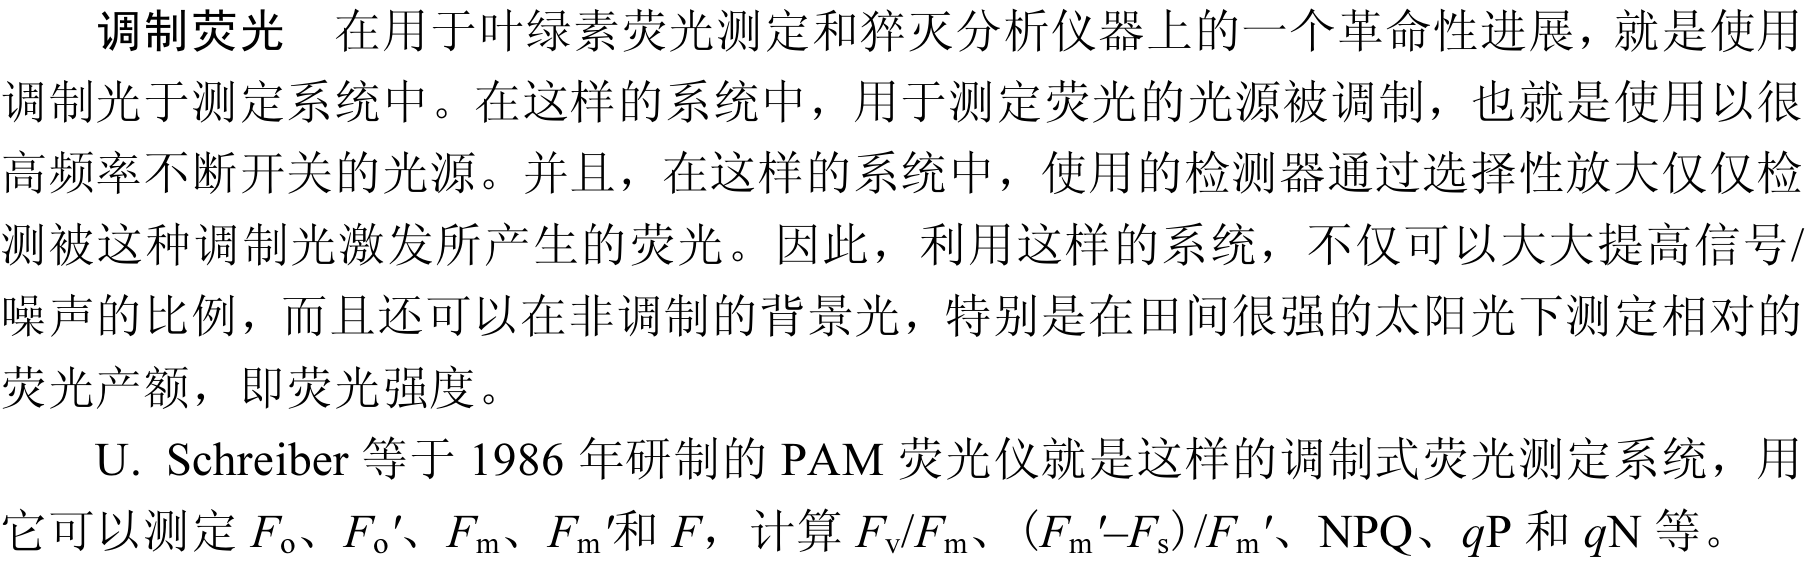 调制荧光　在用于叶绿素荧光测定和猝灭分析仪器上的一个革命性进展，就是使用
调制光于测定系统中。在这样的系统中，用于测定荧光的光源被调制，也就是使用以很
高频率不断开关的光源。并且，在这样的系统中，使用的检测器通过选择性放大仅仅检
测被这种调制光激发所产生的荧光。因此，利用这样的系统，不仅可以大大提高信号/
噪声的比例，而且还可以在非调制的背景光，特别是在田间很强的太阳光下测定相对的
荧光产额，即荧光强度。
U. Schreiber 等于 1986 年研制的 PAM 荧光仪就是这样的调制式荧光测定系统，用
它可以测定 Fo、Fo′、Fm、Fm′和 F，计算 Fv/Fm、（Fm′–Fs）/Fm′、NPQ、qP 和 qN 等。